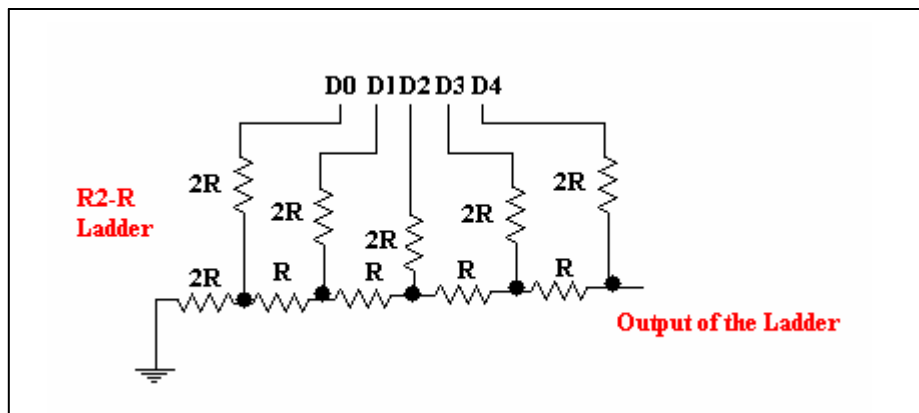 D0 D1 D2 D3 D4
2R
2R
2R
2R
2R
R2-R
Ladder
2R
R
R
R
R
Output of the Ladder